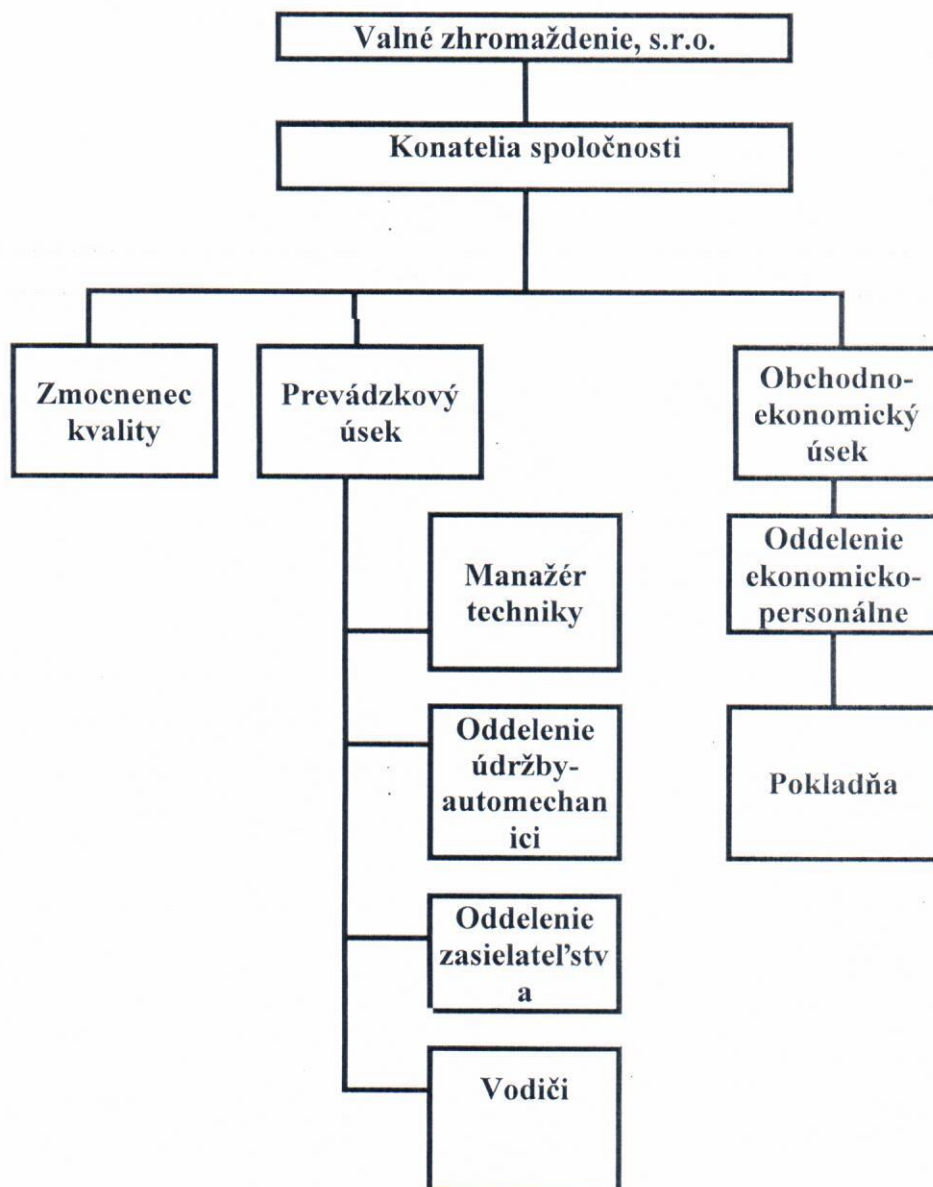 Valné zhromaždenie, s.r.o.
Konatelia spoločnosti
Zmocnenec
kvality
Prevádzkový
úsek
Obchodno-
ekonomický
úsek
Manažér
techniky
Oddelenie
ekonomicko-
personálne
Oddelenie
údržby-
automechan
ici
Pokladňa
Oddelenie
zasielateľstv
a
Vodiči